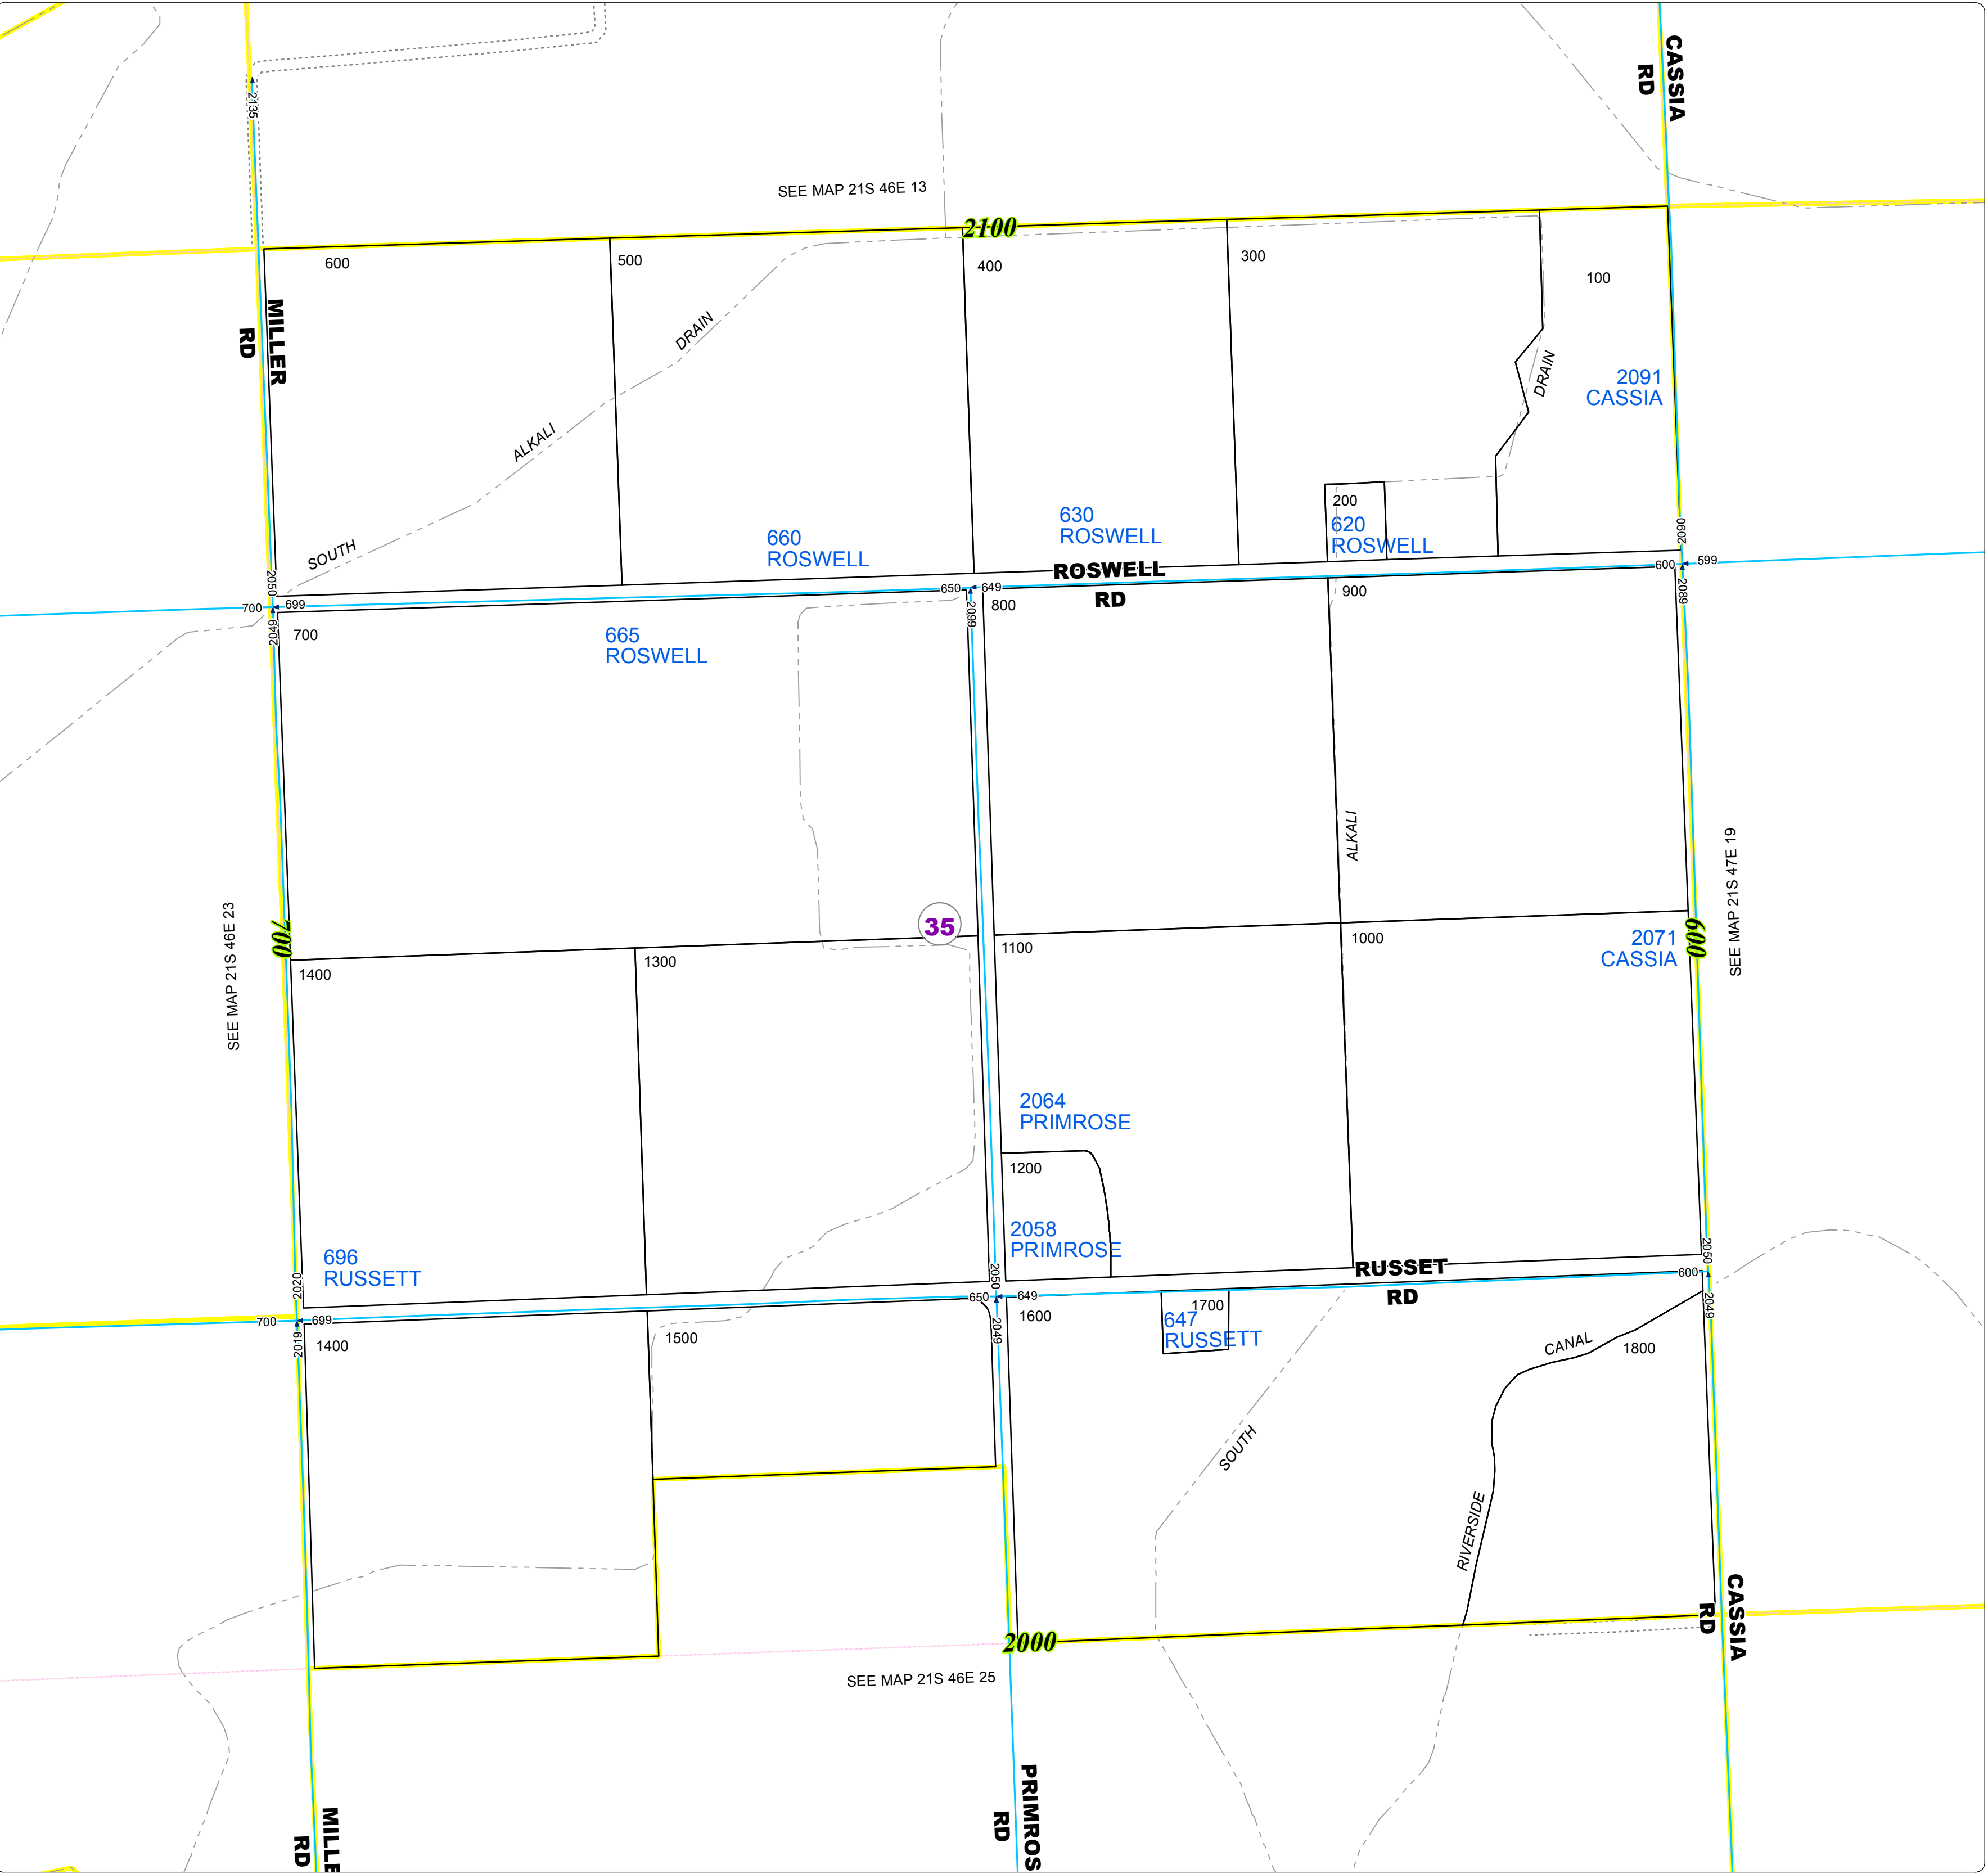 CASSIA
RD
2135
SEE MAP 21S 46E 13
2100
600
500
400
300
100
MILLER
RD
DRAIN
DRAIN
2091
CASSIA
ALKALI
200
620
ROSWELL
630
ROSWELL
660
ROSWELL
SOUTH
2090
2050
ROSWELL
RD
600
599
650
649
700
699
2049
2099
2089
700
800
900
665
ROSWELL
ALKALI
SEE MAP 21S 46E 23
SEE MAP 21S 47E 19
700
35
600
1400
1300
1100
1000
2071
CASSIA
2064
PRIMROSE
1200
2058
PRIMROSE
696
RUSSETT
2020
2050
2050
RUSSET
RD
600
650
649
700
699
2019
2049
2049
1400
1500
1600
1700
647
RUSSETT
CANAL
1800
SOUTH
RIVERSIDE
CASSIA
RD
2000
SEE MAP 21S 46E 25
PRIMROS
RD
MILLE
RD